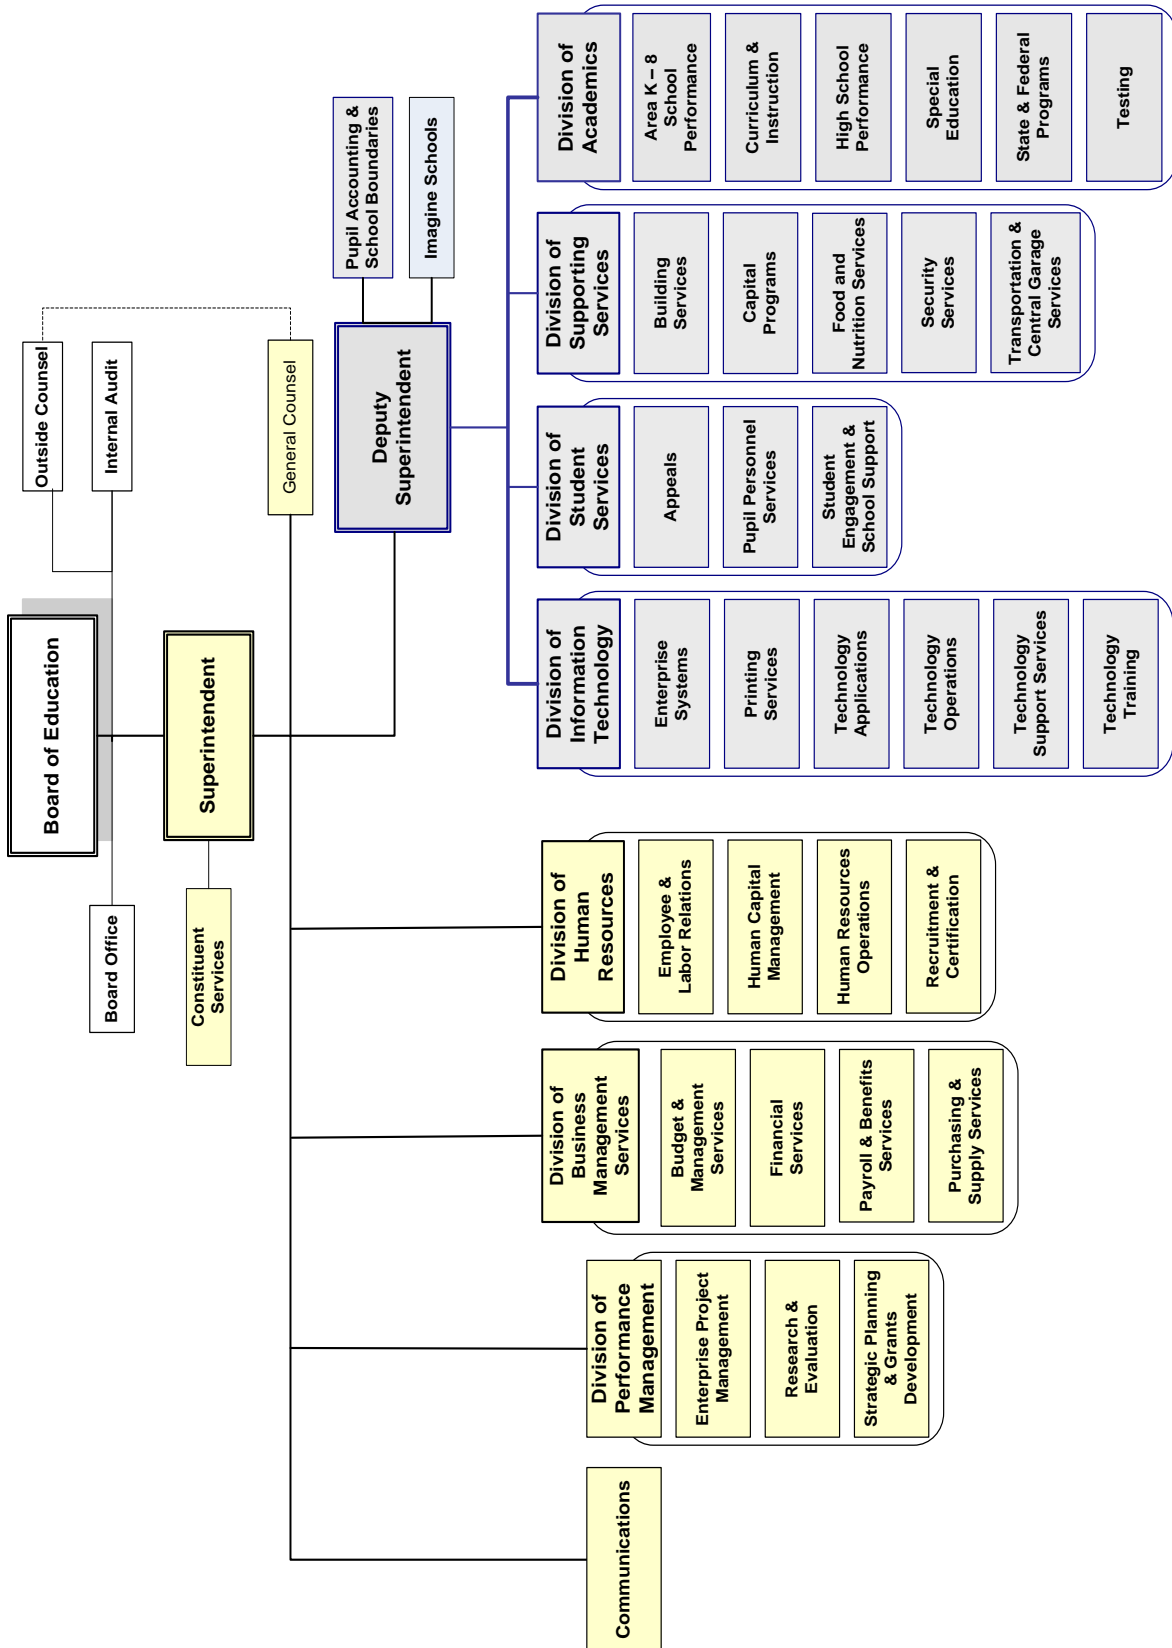 Board of Education
Outside Counsel
Internal Audit
Board Office
Superintendent
Constituent
Services
General Counsel
Deputy
Superintendent
Pupil Accounting &
School Boundaries
Imagine Schools
Communications
Division of
Performance
Management
Enterprise Project
Management
Research &
Evaluation
Strategic Planning
& Grants
Development
Division of
Business
Management
Services
Budget &
Management
Services
Financial
Services
Payroll & Benefits
Services
Purchasing &
Supply Services
Division of
Human
Resources
Employee &
Labor Relations
Human Capital
Management
Human Resources
Operations
Recruitment &
Certification
Division of
Information
Technology
Enterprise
Systems
Printing
Services
Technology
Applications
Technology
Operations
Technology
Support Services
Technology
Training
Division of
Student
Services
Appeals
Pupil Personnel
Services
Student
Engagement &
School Support
Division of
Supporting
Services
Building
Services
Capital
Programs
Food and
Nutrition Services
Security
Services
Transportation &
Central Garage
Services
Division of
Academics
Area K – 8
School
Performance
Curriculum &
Instruction
High School
Performance
Special
Education
State & Federal
Programs
Testing